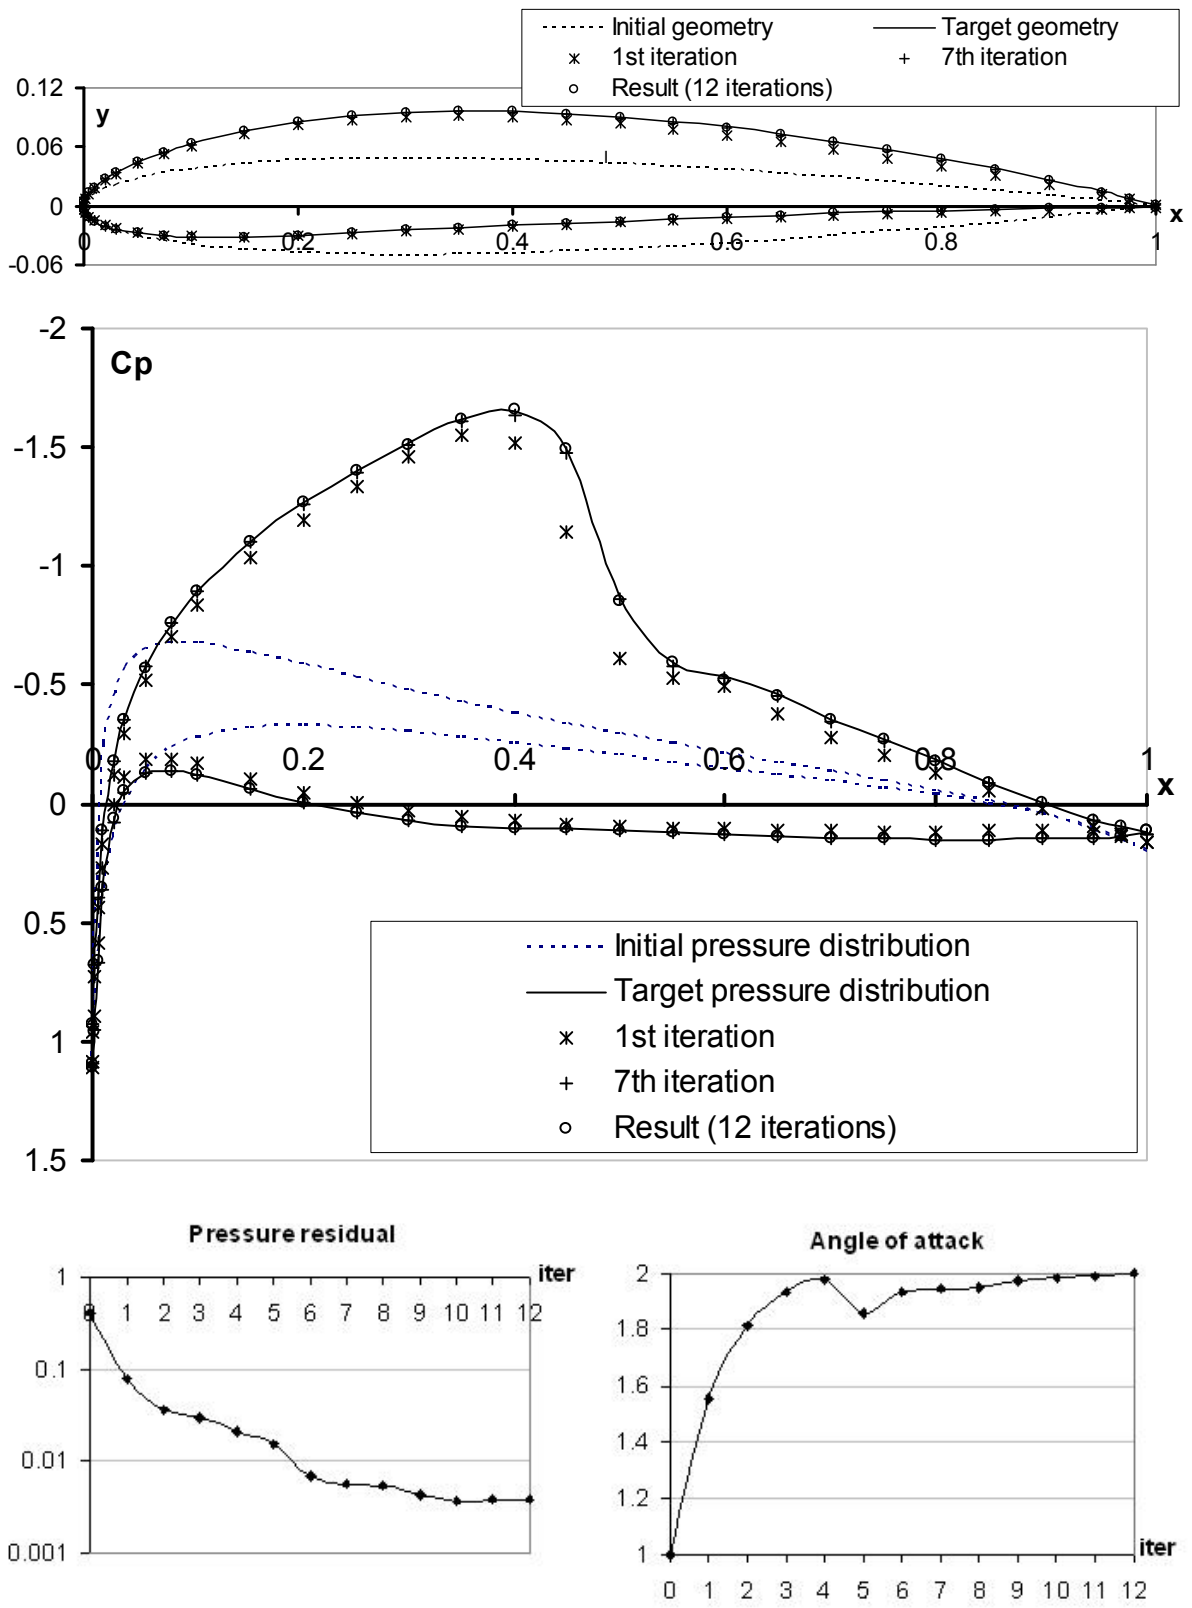 Initial geometry Target geometry
1st iteration 7th iteration
Result (12 iterations)
0.12
y
0.06
0
x
0 0.2 0.4 0.6 0.8 1
-0.06
-2
Cp
-1.5
-1
-0.5
0 0.2 0.4 0.6 0.8 1
x
0
0.5
Initial pressure distribution
Target pressure distribution
1
1st iteration
7th iteration
Result (12 iterations)
1.5
Pressure residual
1
iter
0 1 2 3 4 5 6 7 8 9 10 11 12
0.1
0.01
0.001
Angle of attack
2
1.8
1.6
1.4
1.2
1
iter
0 1 2 3 4 5 6 7 8 9 10 11 12